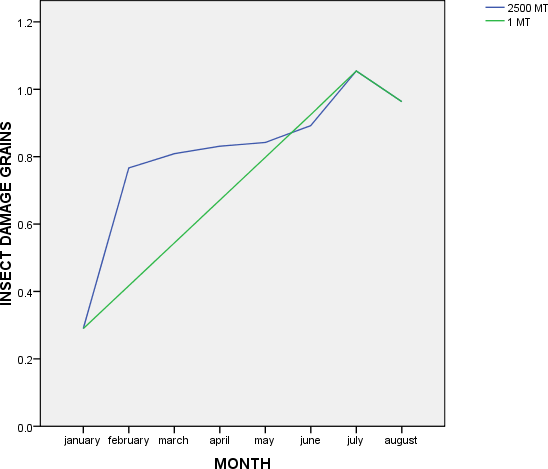 2500 MT
1 MT
INSECT DAMAGE GRAINS
1.2
1.0
0.8
0.6
0.4
0.2
0.0
january february march april may june july august
MONTH